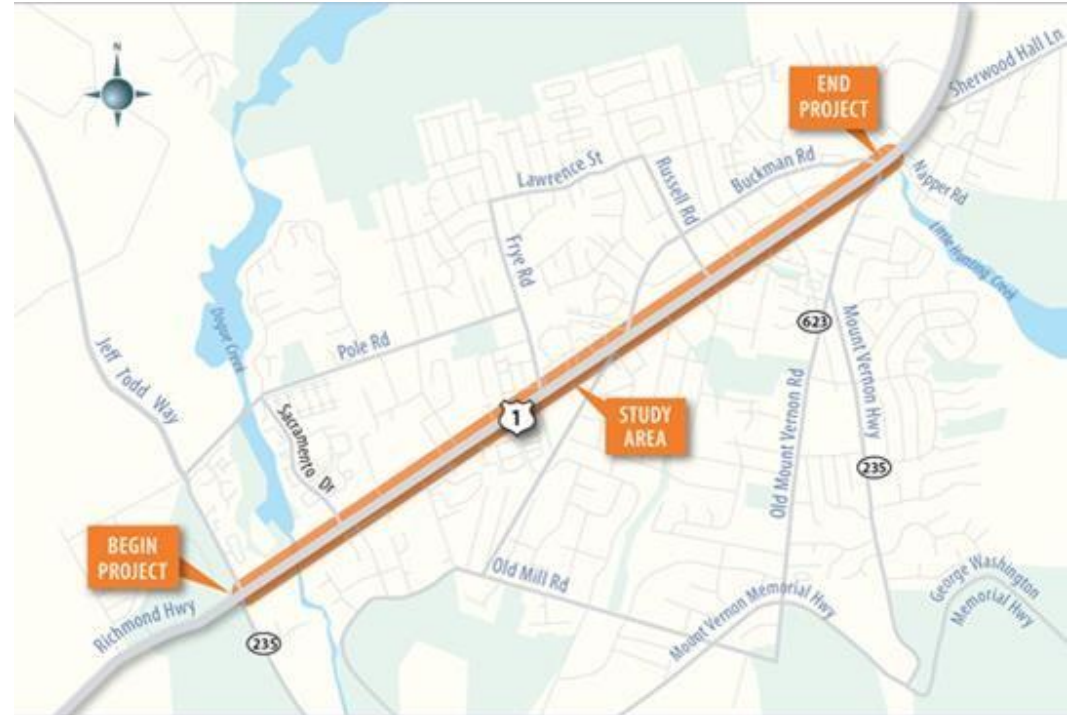 N
Sherwood Hall Ln
END
PROJECT
Napper Rd
Buckman Rd
Russell Rd
Lawrence St
Little Hunting Creek
Frye Rd
623
Mount Vernon Hwy
Dogue Creek
Pole Rd
Jeff Todd Way
1
STUDY
AREA
Old Mount Vernon Rd
235
Sacramento Dr
BEGIN
PROJECT
Old Mill Rd
Richmond Hwy
235
Mount Vernon Memorial Hwy
George Washington
Memorial Hwy